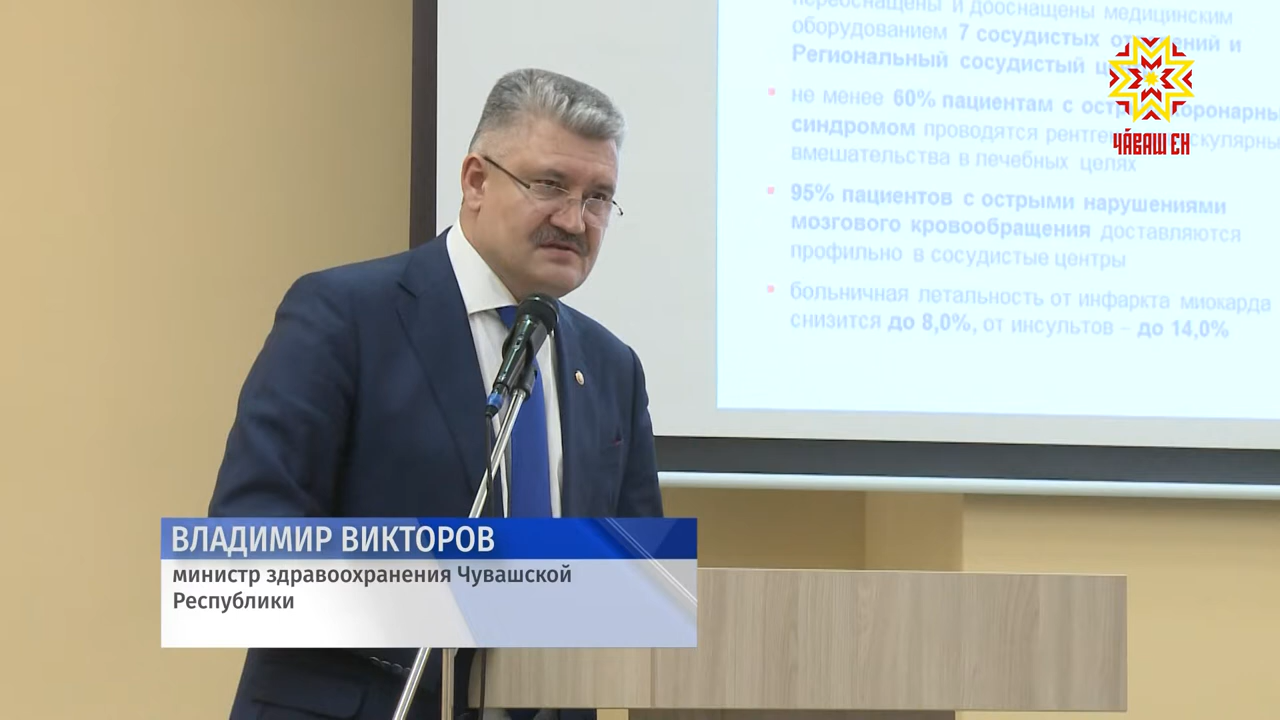 переоснащены и дооснащены медицинским
оборудованием 7 сосудистых и
Региональный сосудистый
• не менее 60% пациентам с
синдромом проводятся
вмешательства в лечебных целях
• 95% пациентов с острыми нарушениями
мозгового кровообращения доставляются
профильно в сосудистые центры
• больничная летальность от инфаркта миокарда
снизится до 8,0%, от инсультов – до 14,0%
ЧӐВАШ ЕН
ВЛАДИМИР ВИКТОРОВ
министр здравоохранения Чувашской
Республики